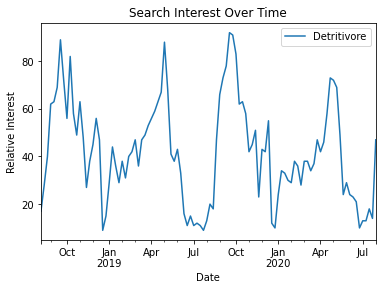 Search Interest Over Time
Detritivore
Relative Interest
80
60
40
20
Oct Jan Apr Jul Oct Jan Apr Jul
2019 2020
Date